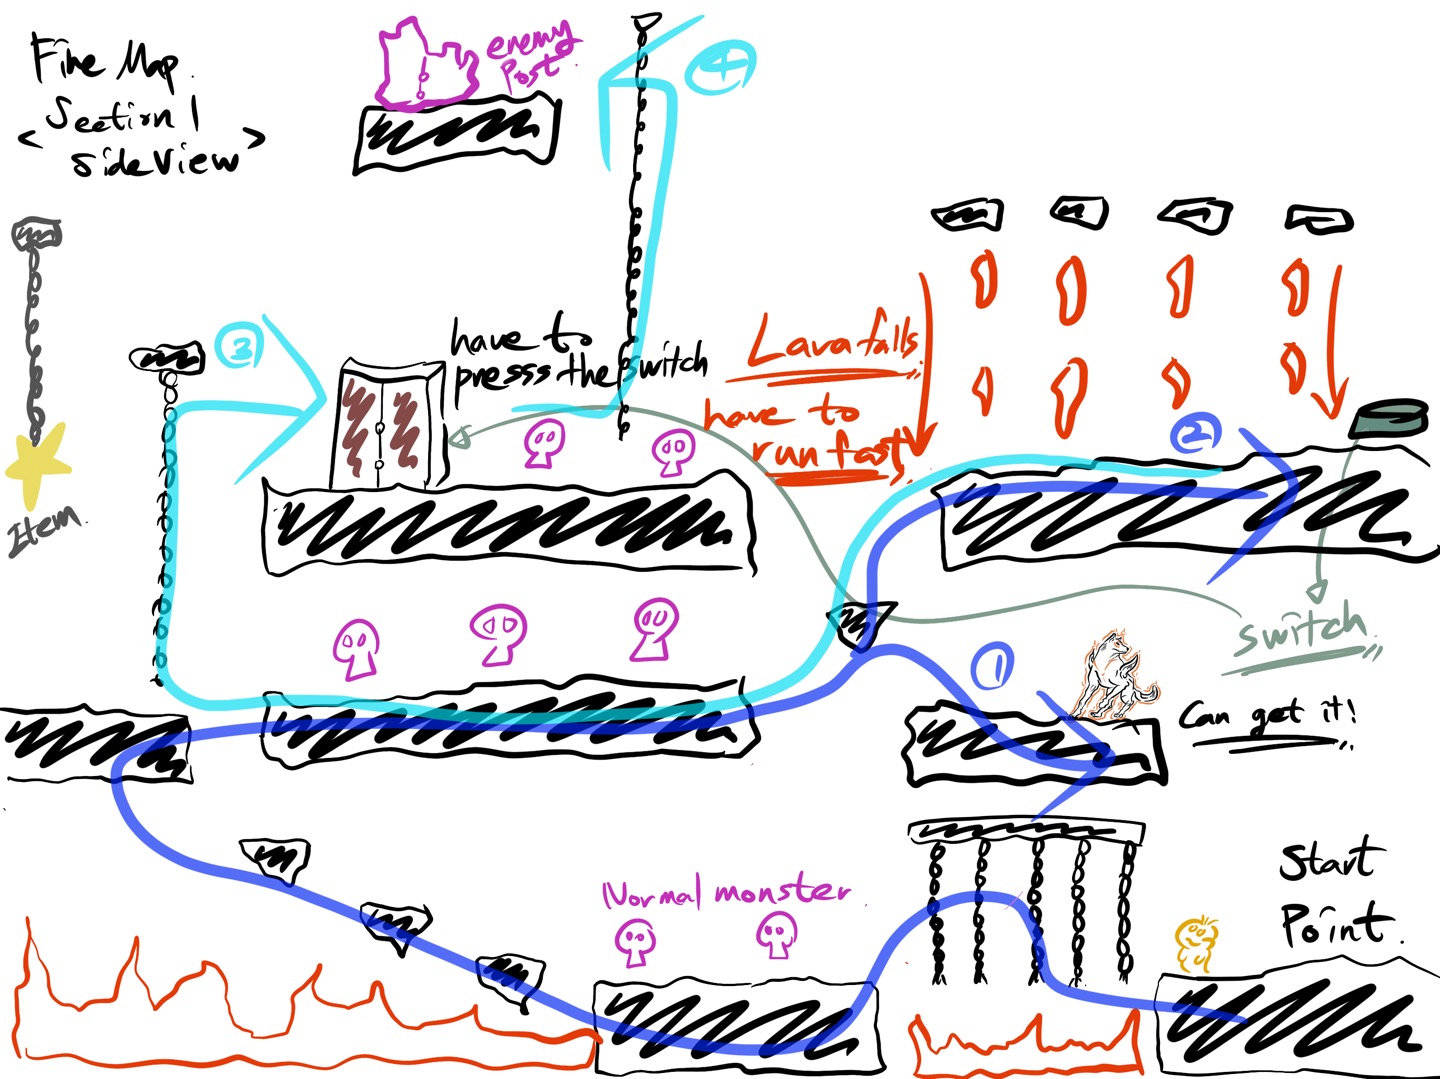 Fire Map.
Section 1
< side view >
enemy
Post
4
3
have to
presss the switch
Lava falls
have to
run fast!
2
Item.
switch
1
Can get it!
Normal monster
Start
Point.